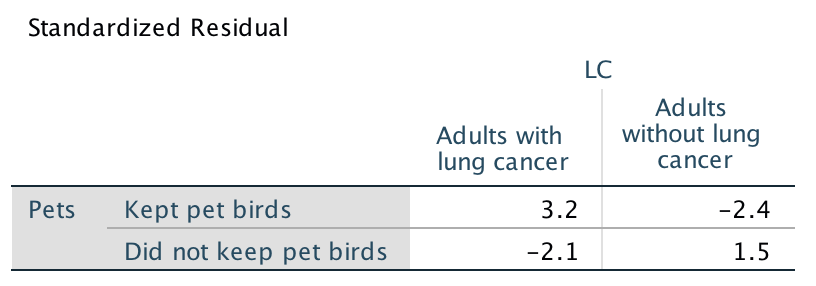 Standardized Residual
LC
Adults with
lung cancer
Adults
without lung
cancer
Pets Kept pet birds 3.2 -2.4
Did not keep pet birds -2.1 1.5